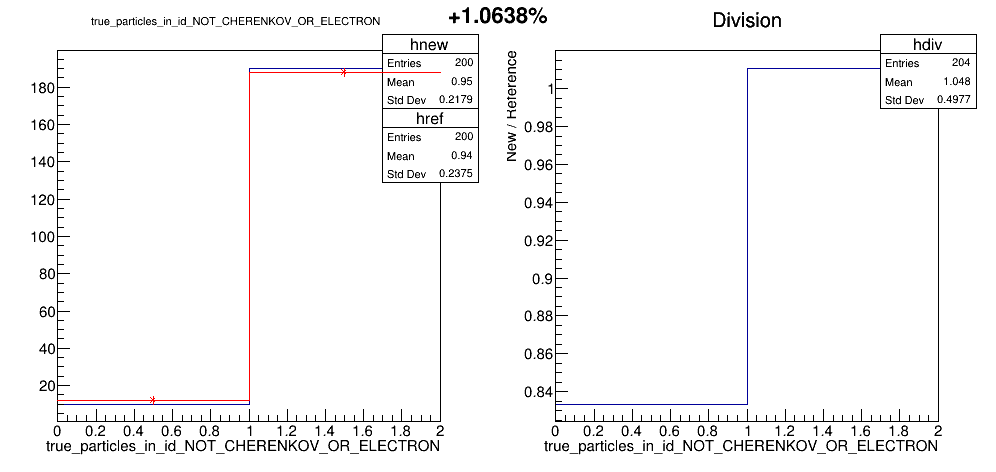 true_particles_in_id_NOT_CHERENKOV_OR_ELECTRON
+1.0638%
Division
hnew
Entries 200
Mean 0.95
Std Dev 0.2179
href
Entries 200
Mean 0.94
Std Dev 0.2375
180
160
140
120
100
80
60
40
20
0 0.2 0.4 0.6 0.8 1 1.2 1.4 1.6 1.8 2
true_particles_in_id_NOT_CHERENKOV_OR_ELECTRON
hdiv
Entries 204
Mean 1.048
Std Dev 0.4977
New / Reference
1
0.98
0.96
0.94
0.92
0.9
0.88
0.86
0.84
0 0.2 0.4 0.6 0.8 1 1.2 1.4 1.6 1.8 2
true_particles_in_id_NOT_CHERENKOV_OR_ELECTRON